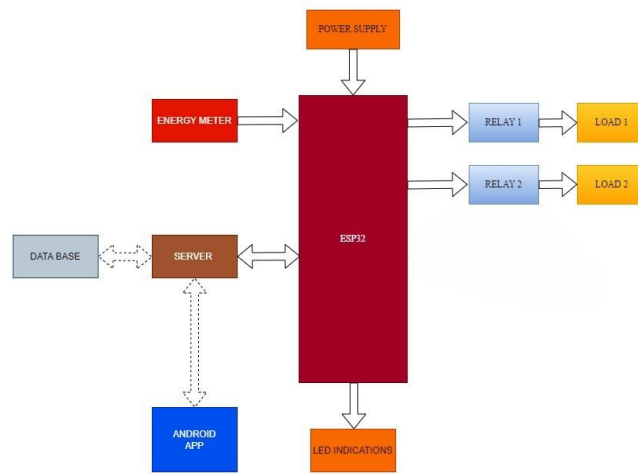 POWER SUPPLY
ENERGY METER
RELAY 1
LOAD 1
RELAY 2
LOAD 2
ESP32
DATA BASE
SERVER
ANDROID
APP
LED INDICATIONS